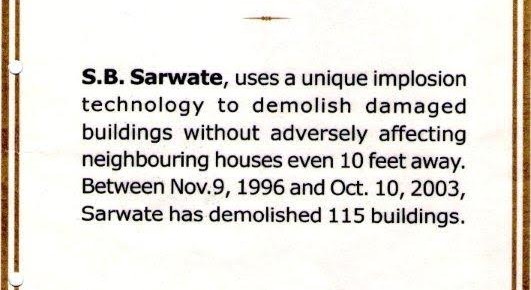 S.B. Sarwate, uses a unique implosion
technology to demolish damaged
buildings without adversely affecting
neighbouring houses even 10 feet away.
Between Nov.9, 1996 and Oct. 10, 2003,
Sarwate has demolished 115 buildings.